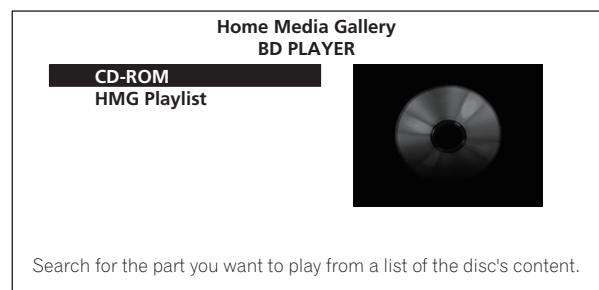 Home Media Gallery
BD PLAYER
CD-ROM
HMG Playlist
Search for the part you want to play from a list of the disc's content.